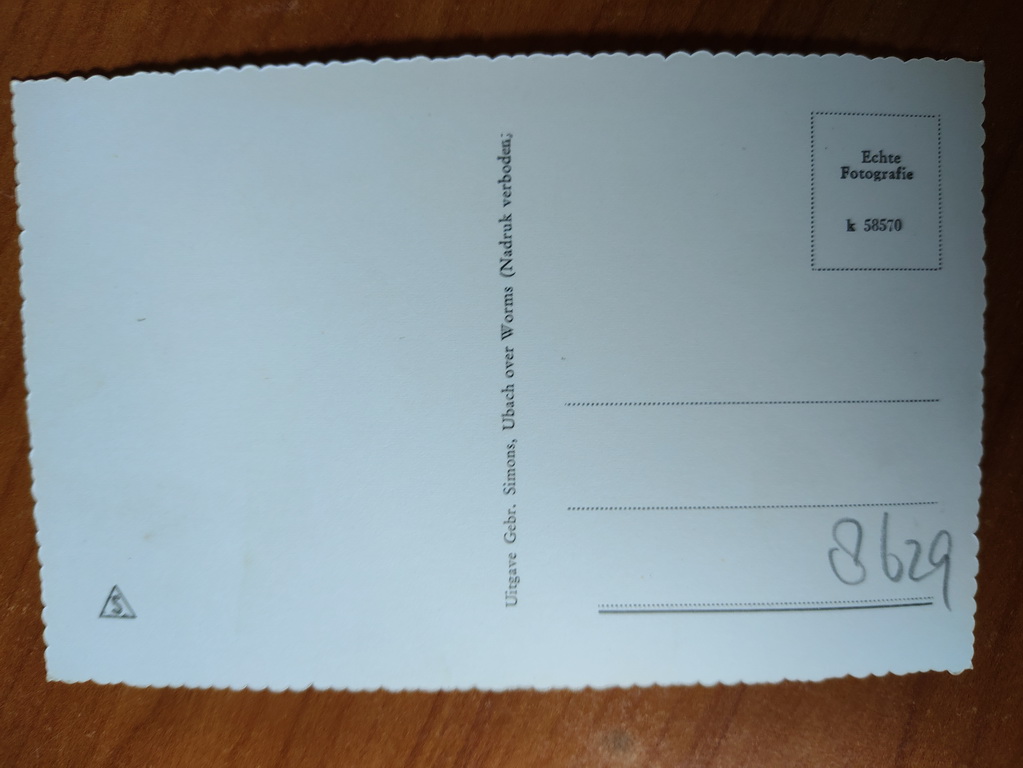 Echte
Fotografie
k 58570
Uitgave Gebr. Simons, Ubach over Worms (Nadruk verboden;
8629
S